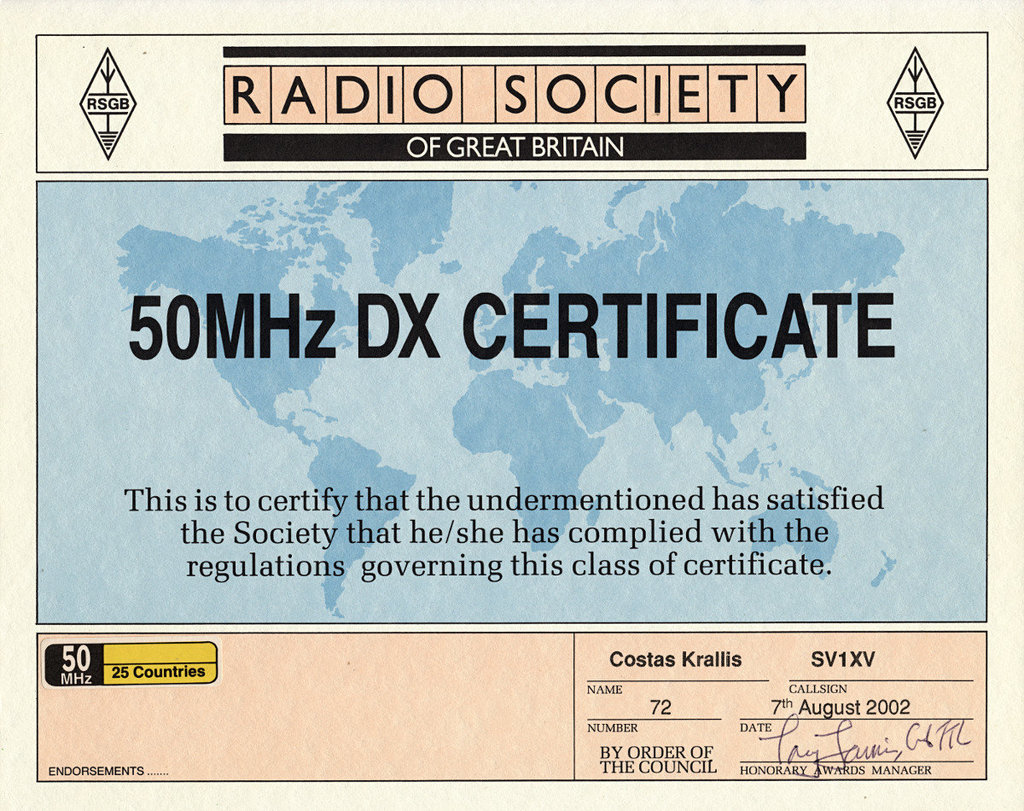 RSGB
RADIO SOCIETY
OF GREAT BRITAIN
RSGB
50MHz DX CERTIFICATE
This is to certify that the undermentioned has satisfied
the Society that he/she has complied with the
regulations governing this class of certificate.
50
MHz
25 Countries
ENDORSEMENTS .......
Costas Krallis SV1XV
NAME CALLSIGN
72 7th August 2002
NUMBER DATE
BY ORDER OF
THE COUNCIL
HONORARY AWARDS MANAGER